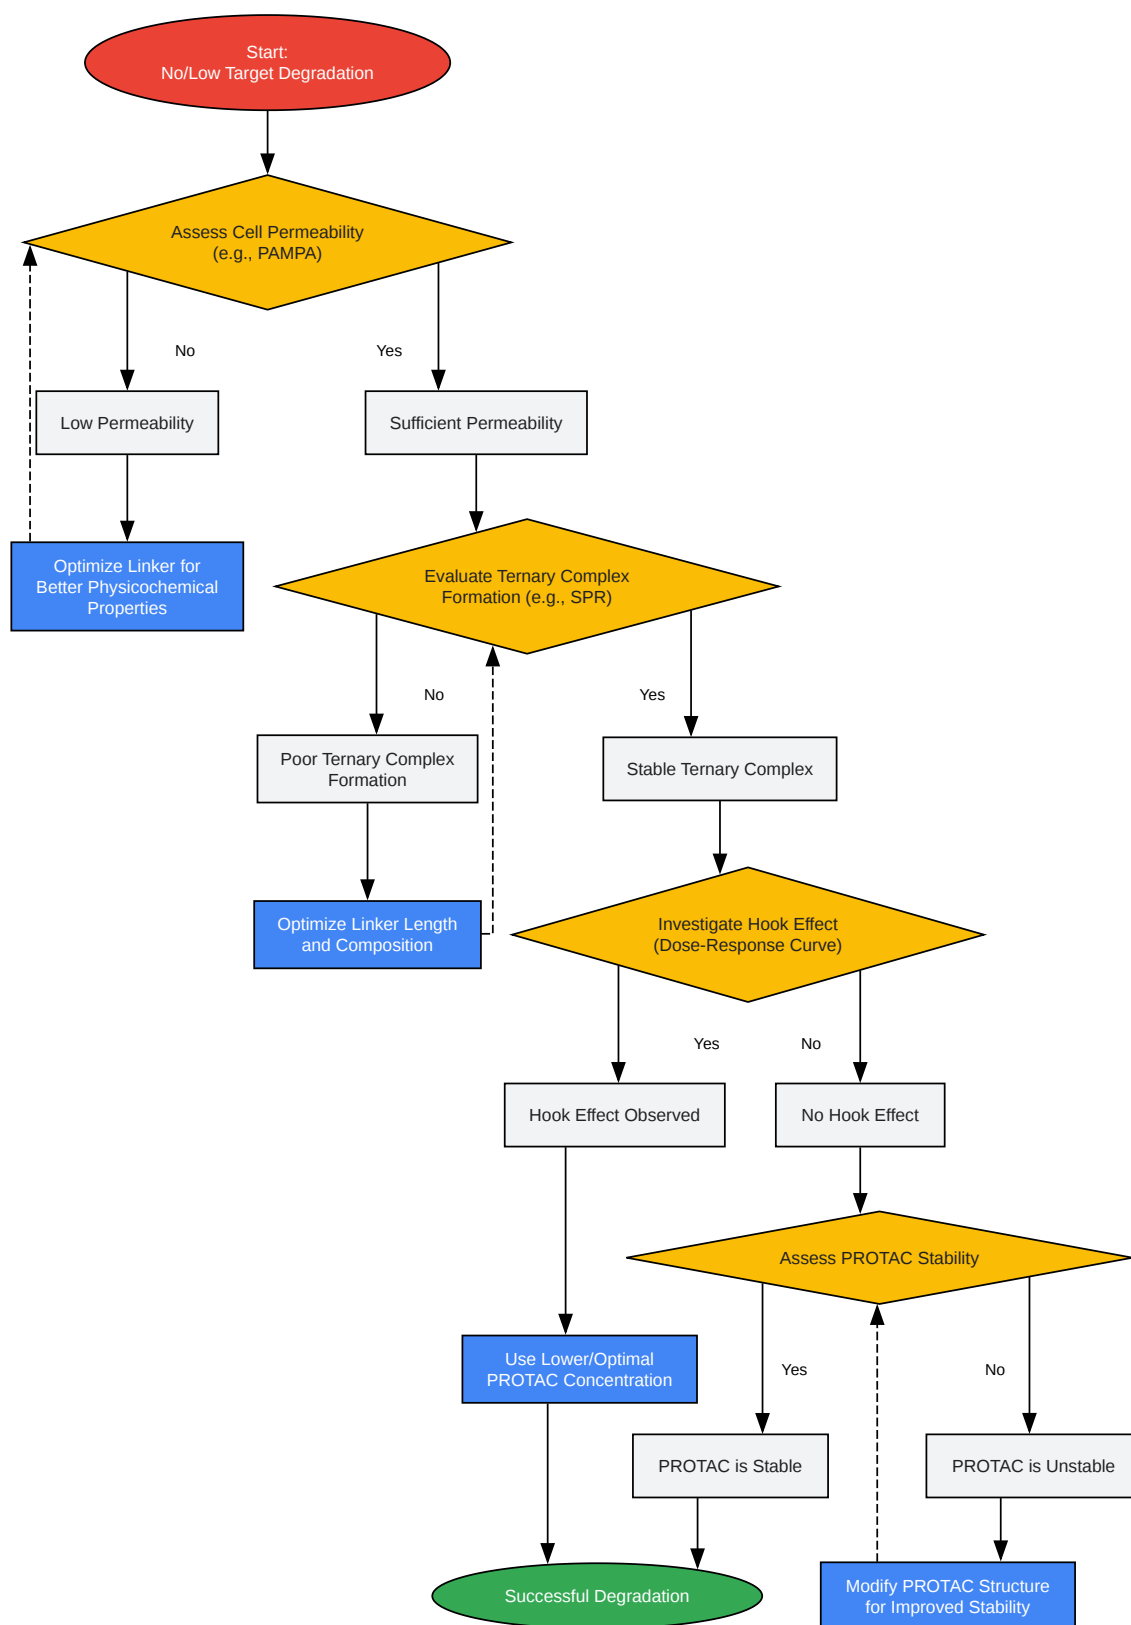 Start:
No/Low Target Degradation
Assess Cell Permeability
(e.g., PAMPA)
No
Yes
Low Permeability
Sufficient Permeability
Optimize Linker for
Better Physicochemical
Properties
Evaluate Ternary Complex
Formation (e.g., SPR)
No
Yes
Poor Ternary Complex
Formation
Stable Ternary Complex
Optimize Linker Length
and Composition
Investigate Hook Effect
(Dose-Response Curve)
Yes
No
Hook Effect Observed
No Hook Effect
Assess PROTAC Stability
Use Lower/Optimal
PROTAC Concentration
Yes
No
PROTAC is Stable
PROTAC is Unstable
Successful Degradation
Modify PROTAC Structure
for Improved Stability